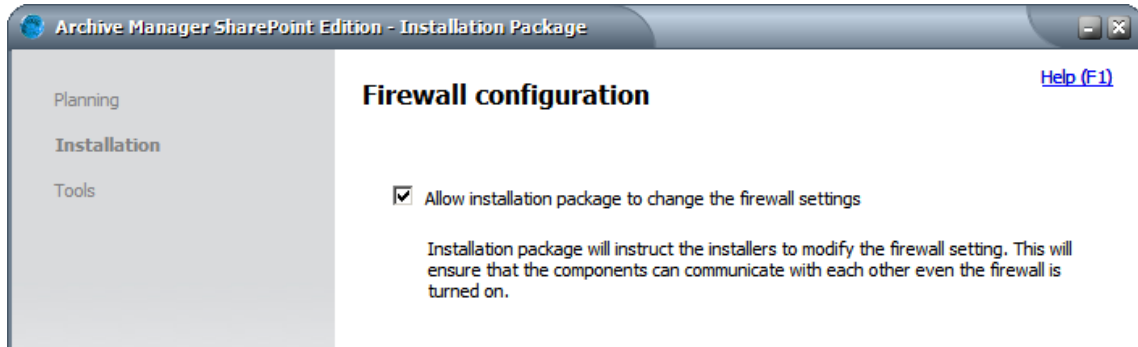 Archive Manager SharePoint Edition - Installation Package
Help (F1)
Planning
Installation
Tools
Firewall configuration
Allow installation package to change the firewall settings
Installation package will instruct the installers to modify the firewall setting. This will
ensure that the components can communicate with each other even the firewall is
turned on.